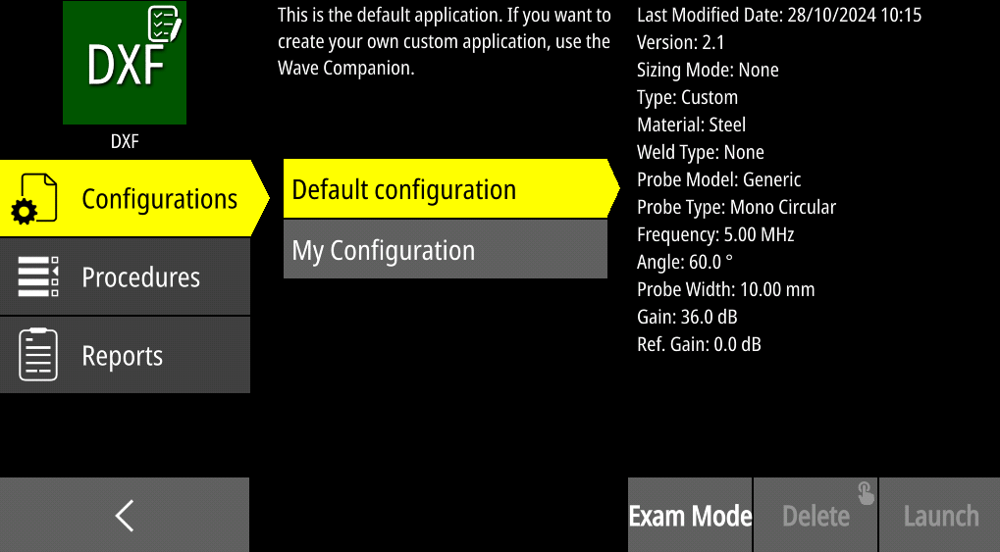 DXF
DXF
Configurations
Procedures
Reports
This is the default application. If you want to
create your own custom application, use the
Wave Companion.
Default configuration
My Configuration
Last Modified Date: 28/10/2024 10:15
Version: 2.1
Sizing Mode: None
Type: Custom
Material: Steel
Weld Type: None
Probe Model: Generic
Probe Type: Mono Circular
Frequency: 5.00 MHz
Angle: 60.0 °
Probe Width: 10.00 mm
Gain: 36.0 dB
Ref. Gain: 0.0 dB
Exam Mode
Delete
Launch